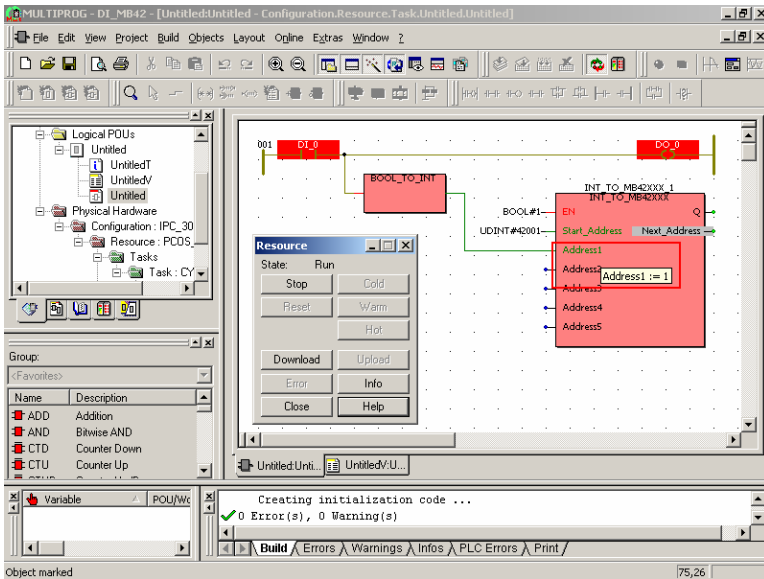 MULTIPROG - DI_MB42 - [Untitled:Untitled - Configuration.Resource.Task.Untitled.Untitled]
File Edit View Project Build Objects Layout Online Extras Window ?
Logical POUs
Untitled
UntitledT
UntitledV
Untitled
Physical Hardware
Configuration : IPC_30
Resource : PCOS_
Tasks
Task : CY
Group:
<Favorites>
Name Description
ADD Addition
AND Bitwise AND
CTD Counter Down
CTU Counter Up
001 DI_0 DO_0
BOOL_TO_INT
INT_TO_MB42XXX_1
INT_TO_MB42XXX
BOOL#1 EN Q
UDINT#42001 Start_Address Next_Address
Address1
Address2
Address1 := 1
Address3
Address4
Address5
Resource
State: Run
Stop Cold
Reset Warm
Hot
Download Upload
Error Info
Close Help
Untitled:Unti... UntitledV:U...
Variable POU/Wo
Creating initialization code ...
0 Error(s), 0 Warning(s)
Build Errors Warnings Infos PLC Errors Print
Object marked 75,26